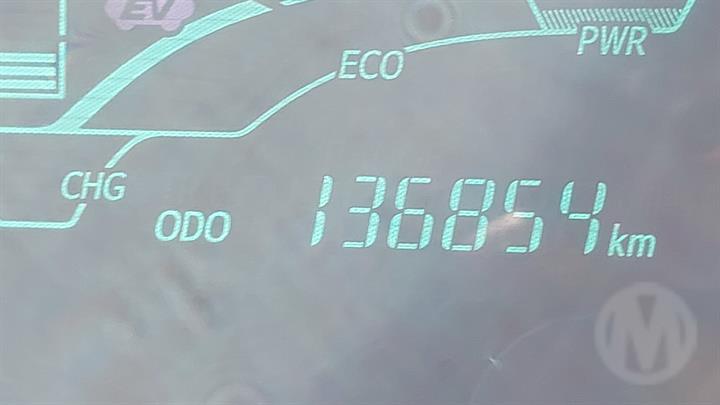 EV
ECO
PWR
CHG
ODO 136854 km
M